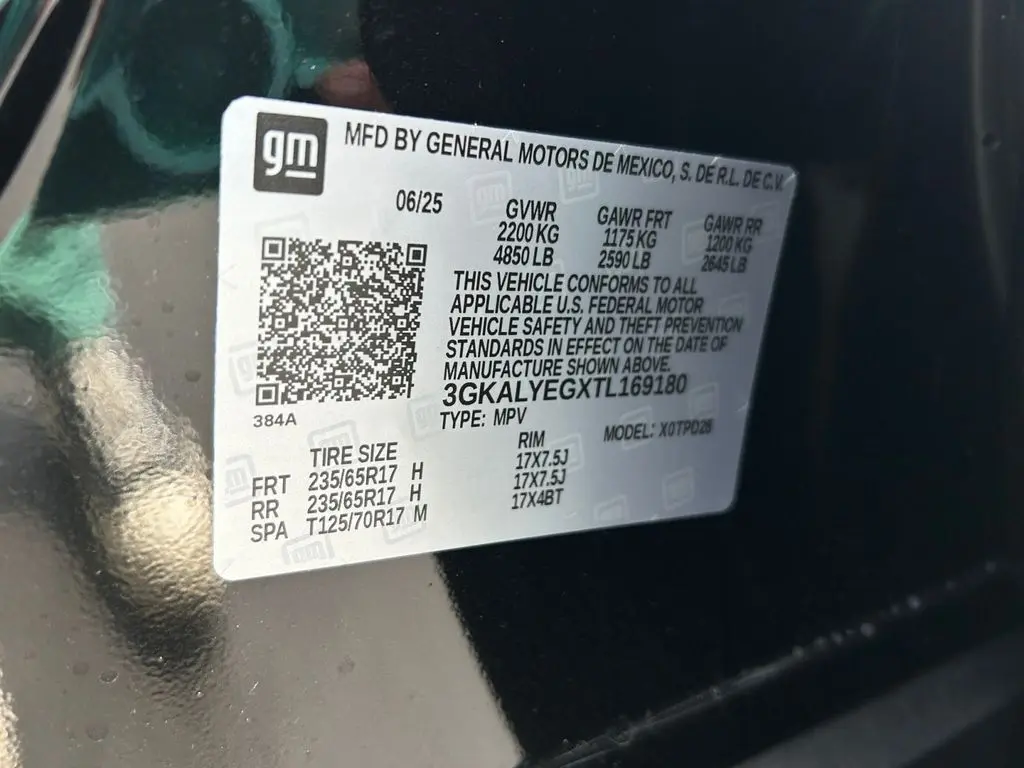 gm
MFD BY GENERAL MOTORS DE MEXICO, S. DE R.L. DE C.V.
06/25
GVWR GAWR FRT GAWR RR
2200 KG 1175 KG 1200 KG
4850 LB 2590 LB 2645 LB
THIS VEHICLE CONFORMS TO ALL
APPLICABLE U.S. FEDERAL MOTOR
VEHICLE SAFETY AND THEFT PREVENTION
STANDARDS IN EFFECT ON THE DATE OF
MANUFACTURE SHOWN ABOVE.
3GKALYEGXTL169180
384A
TYPE: MPV MODEL: X0TPD26
TIRE SIZE RIM
FRT 235/65R17 H 17X7.5J
RR 235/65R17 H 17X7.5J
SPA T125/70R17 M 17X4BT